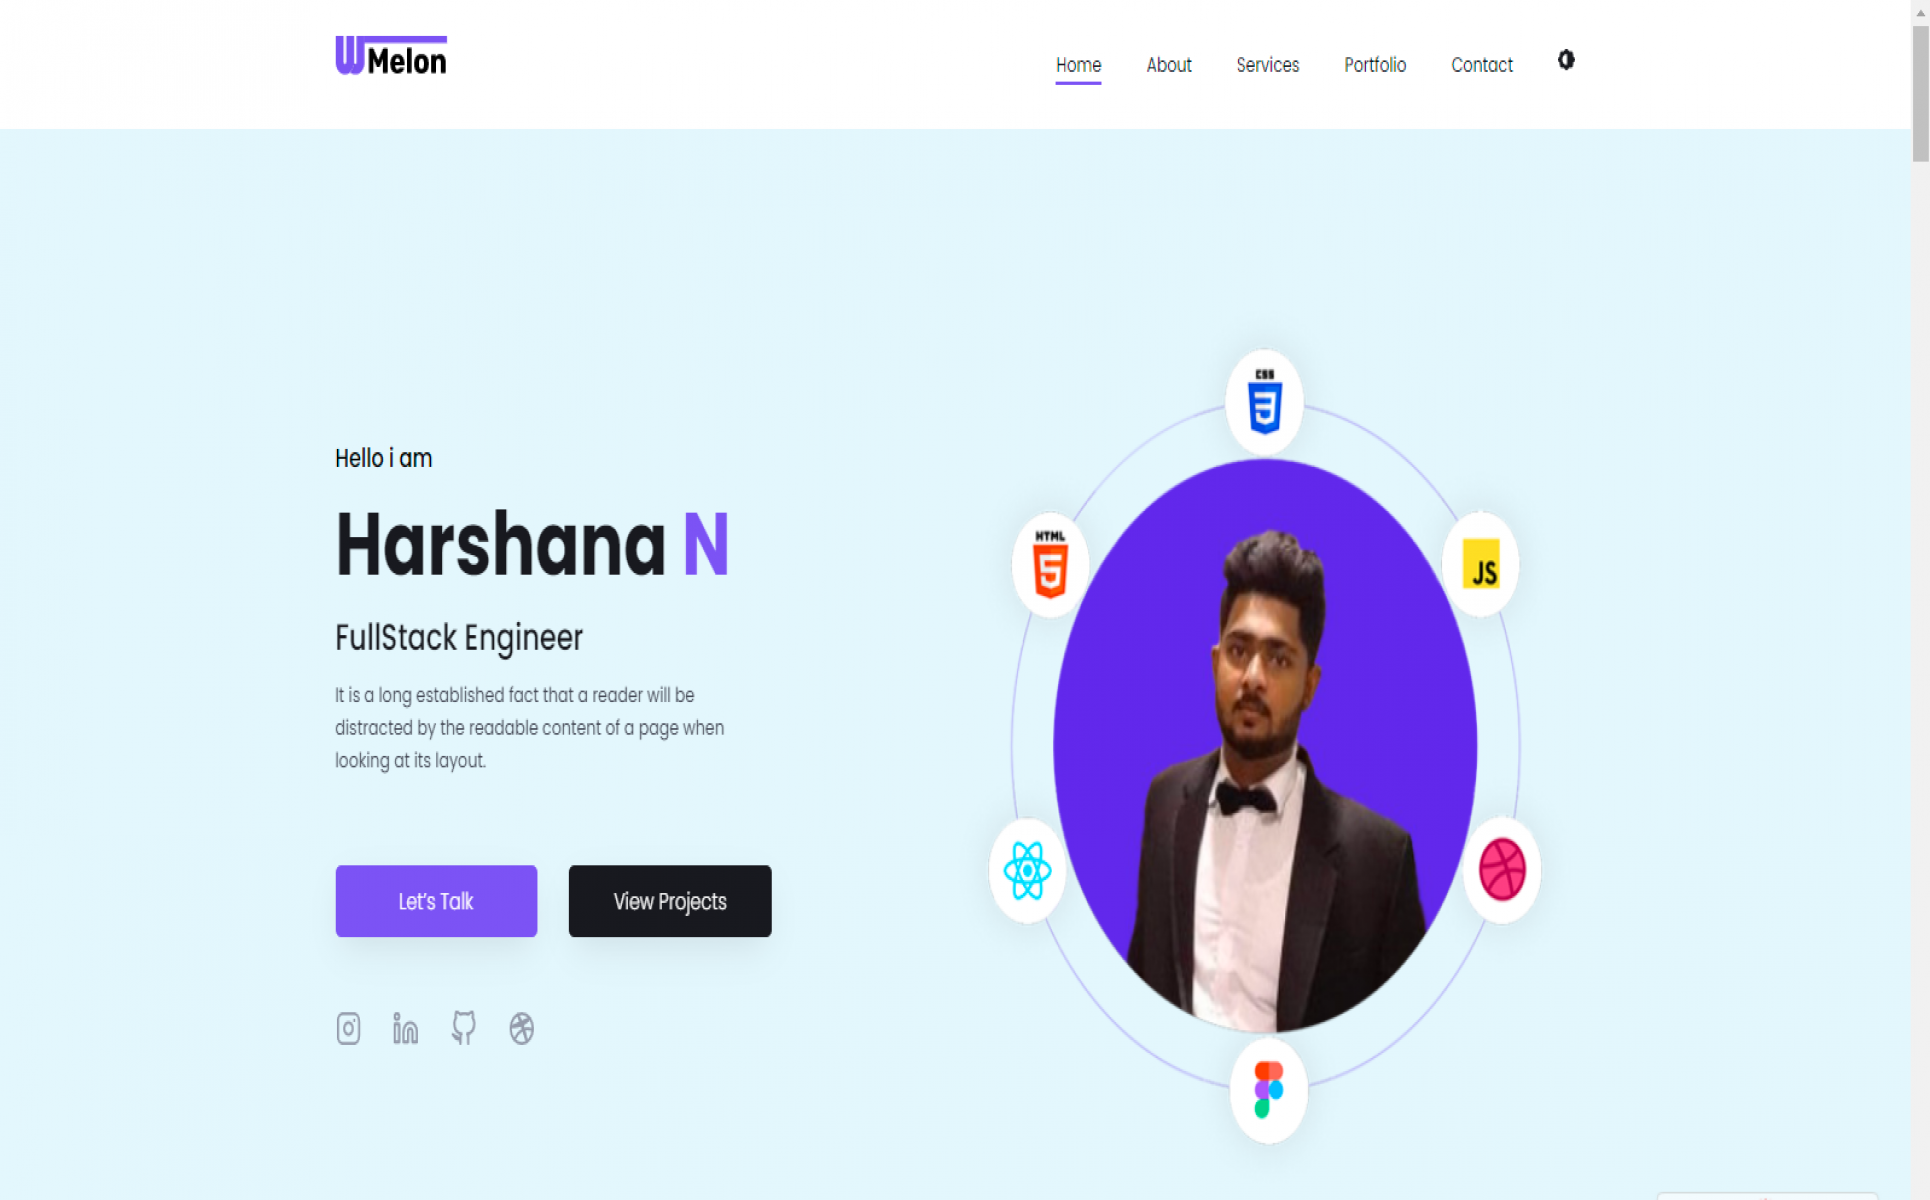 WMelon
Home About Services Portfolio Contact
Hello i am
Harshana N
FullStack Engineer
It is a long established fact that a reader will be
distracted by the readable content of a page when
looking at its layout.
Let's Talk View Projects
CSS
3
HTML
5
JS